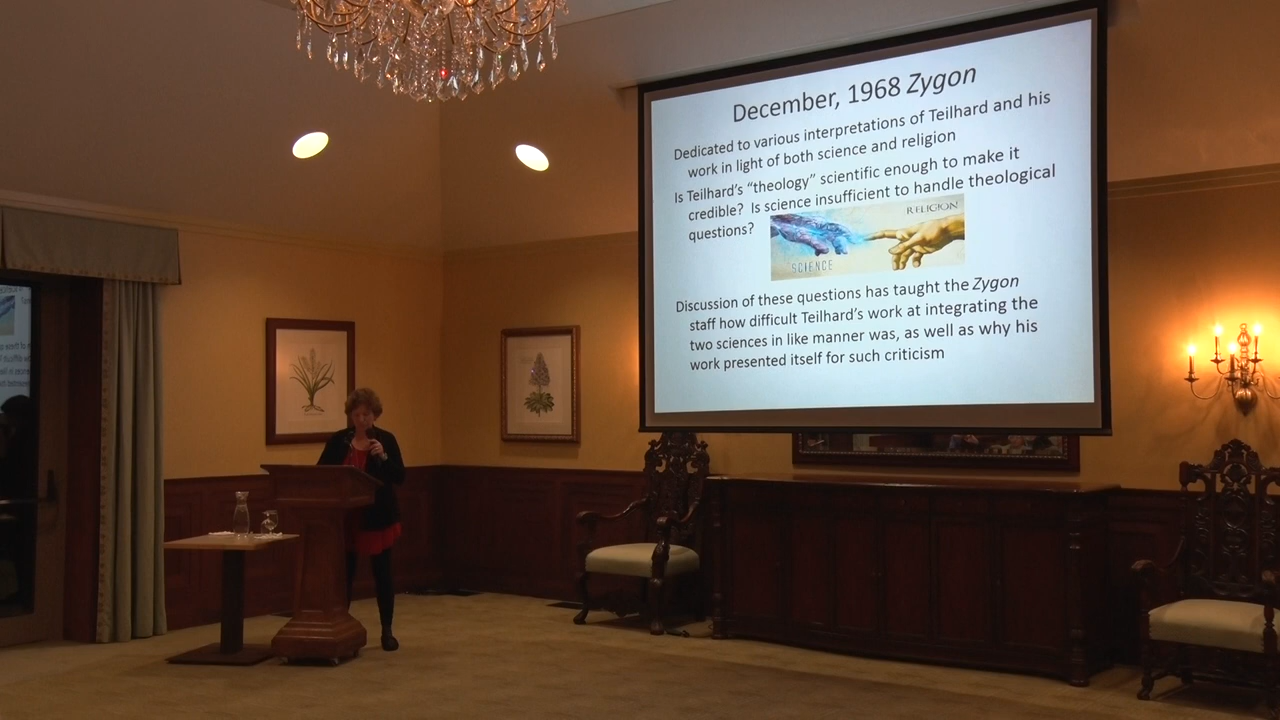 December, 1968 Zygon
Dedicated to various interpretations of Teilhard and his
work in light of both science and religion
Is Teilhard's “theology” scientific enough to make it
credible? Is science insufficient to handle theological
questions?
RELIGION
SCIENCE
Discussion of these questions has taught the Zygon
staff how difficult Teilhard's work at integrating the
two sciences in like manner was, as well as why his
work presented itself for such criticism